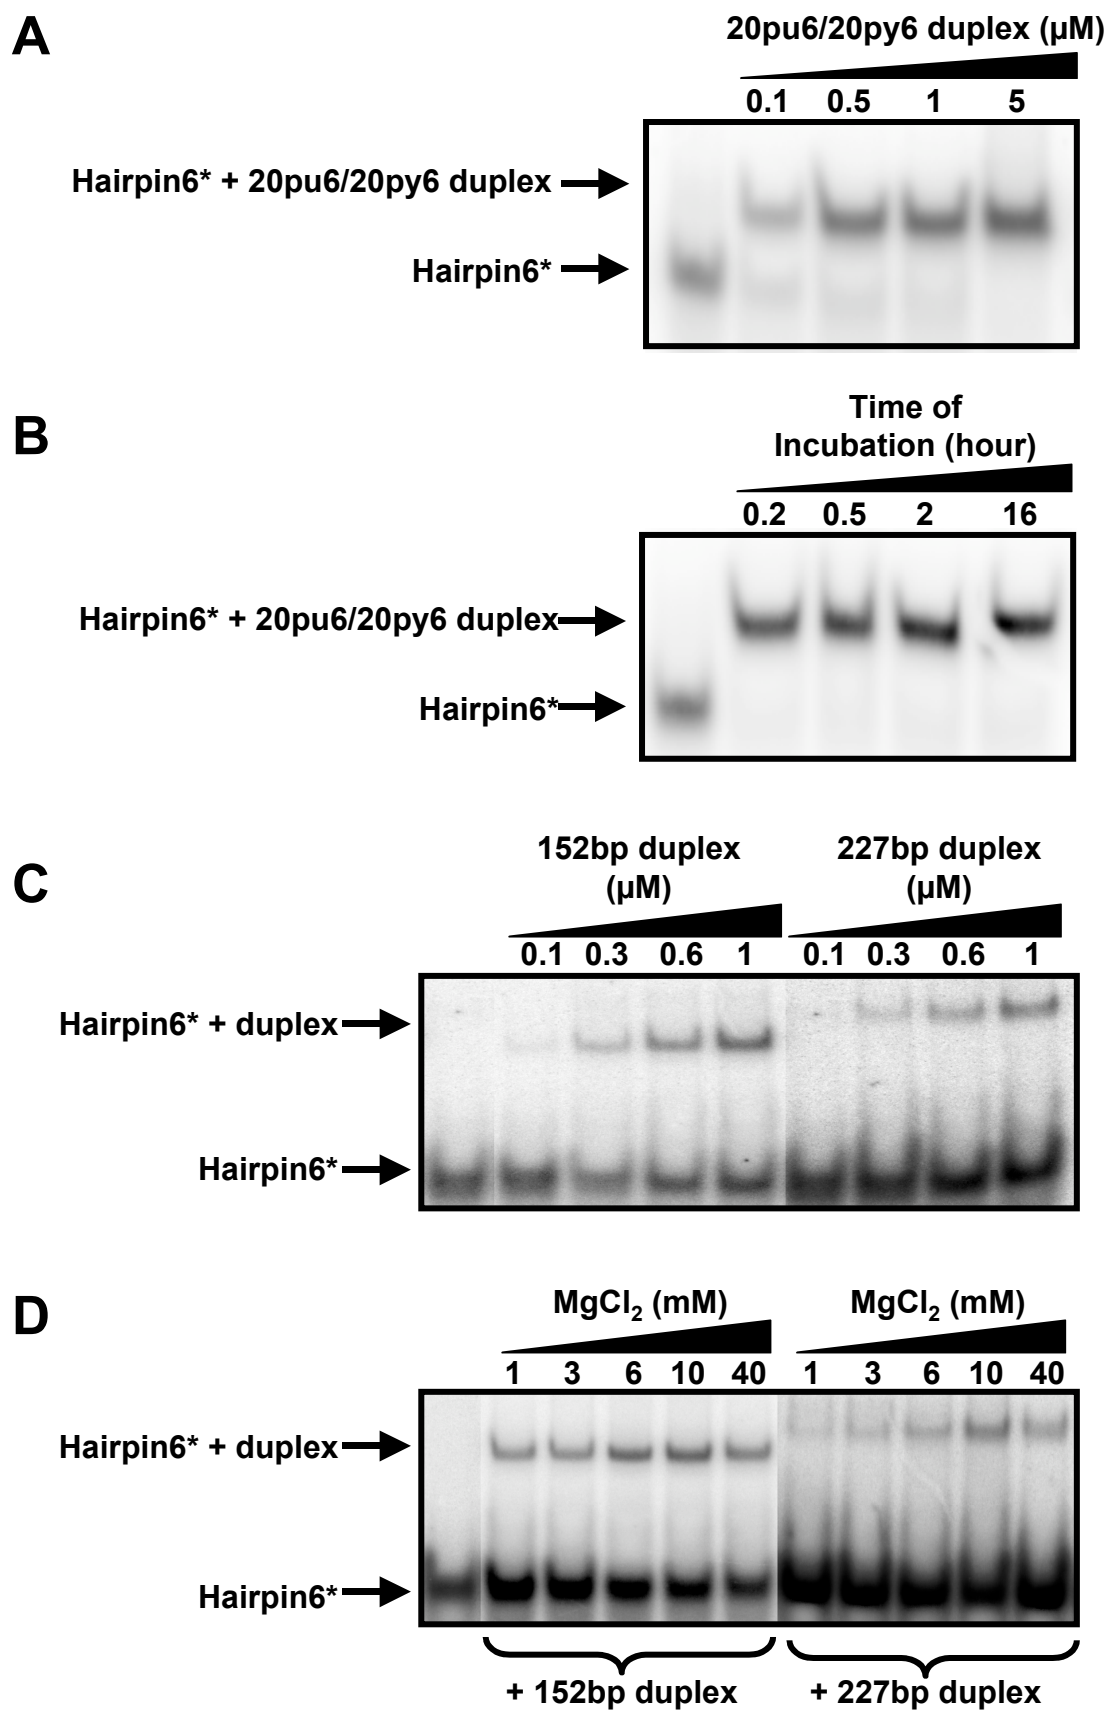 A
20pu6/20py6 duplex (µM)
0.1 0.5 1 5
Hairpin6* + 20pu6/20py6 duplex
Hairpin6*
B
Time of
Incubation (hour)
0.2 0.5 2 16
Hairpin6* + 20pu6/20py6 duplex
Hairpin6*
C
152bp duplex 227bp duplex
(µM) (µM)
0.1 0.3 0.6 1 0.1 0.3 0.6 1
Hairpin6* + duplex
Hairpin6*
D
MgCl₂ (mM) MgCl₂ (mM)
1 3 6 10 40 1 3 6 10 40
Hairpin6* + duplex
Hairpin6*
+ 152bp duplex + 227bp duplex